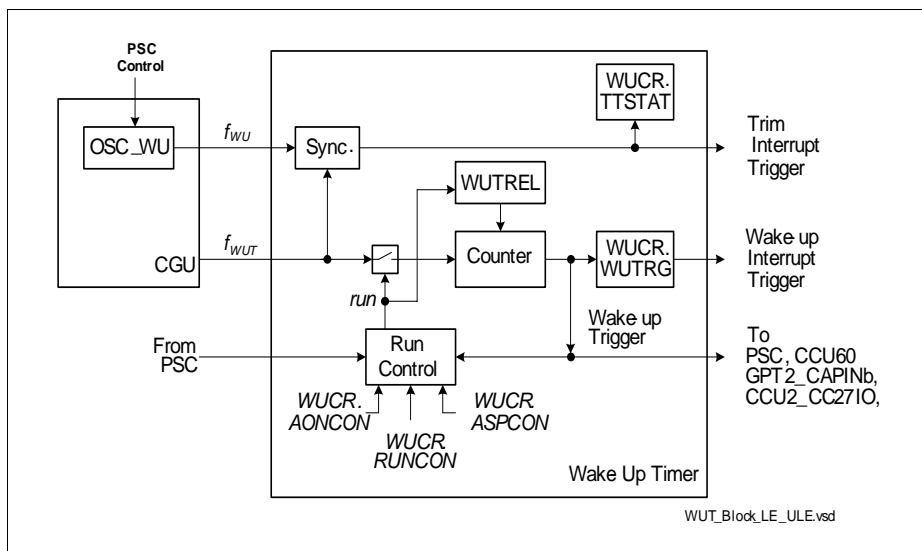 PSC
Control
OSC_WU
CGU
fWU
fWUT
Sync.
WUCR.
TTSTAT
Trim
Interrupt
Trigger
WUTREL
Counter
WUCR.
WUTRG
Wake-up
Interrupt
Trigger
run
Wake-up
Trigger
From
PSC
Run
Control
To
PSC, CCU60
GPT2_CAPINb,
CCU2_CC27IO,
WUCR.
AONCON
WUCR.
RUNCON
WUCR.
ASPCON
Wake Up Timer
WUT_Block_LE_ULE.vsd